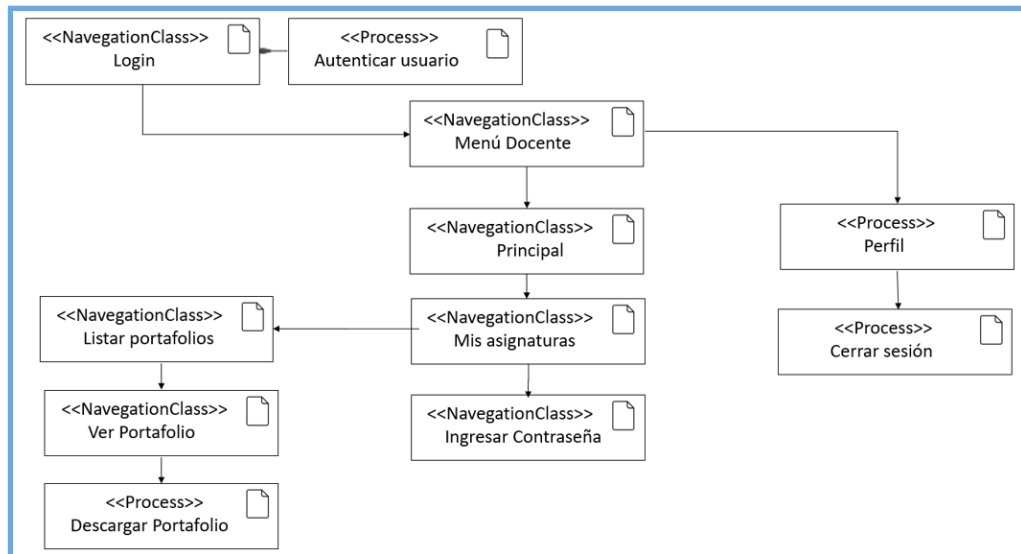 <<NavegationClass>>
Login
<<Process>>
Autenticar usuario
<<NavegationClass>>
Menú Docente
<<NavegationClass>>
Principal
<<Process>>
Perfil
<<NavegationClass>>
Listar portafolios
<<NavegationClass>>
Mis asignaturas
<<Process>>
Cerrar sesión
<<NavegationClass>>
Ver Portafolio
<<NavegationClass>>
Ingresar Contraseña
<<Process>>
Descargar Portafolio